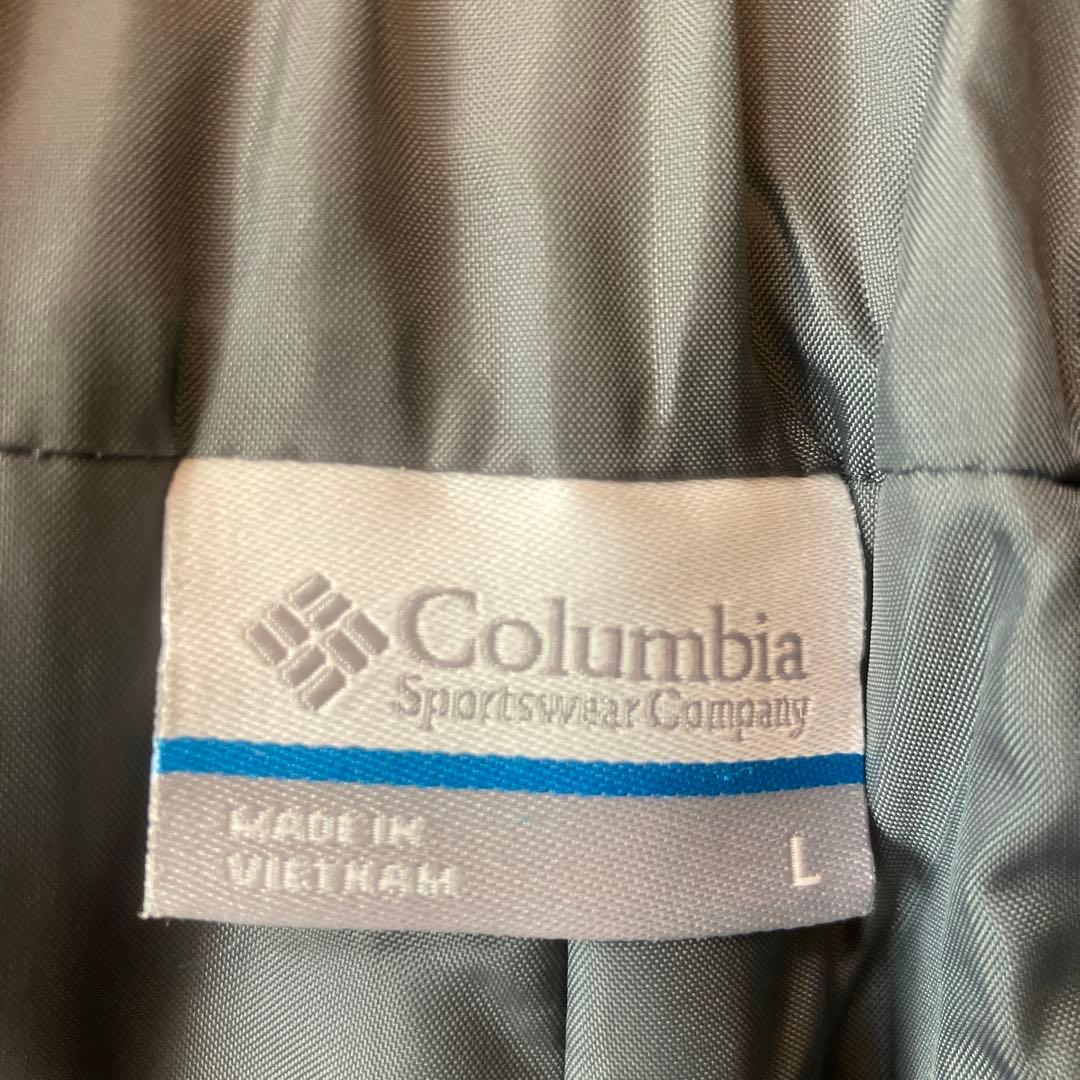 Columbia
Sportswear Company
MADE IN
VIETNAM
L